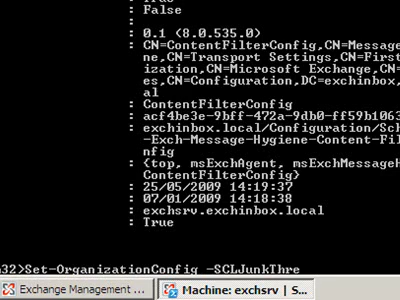 : True
: False
:
: 0.1 (8.0.535.0)
: CN=ContentFilterConfig,CN=Message
ne,CN=Transport Settings,CN=First
ization,CN=Microsoft Exchange,CN=
es,CN=Configuration,DC=exchinbox,
al
: ContentFilterConfig
: acf4be3e-9bff-472a-9db0-ff59b1063
: exchinbox.local/Configuration/Sch
-Exch-Message-Hygiene-Content-Fil
nfig
: {top, msExchAgent, msExchMessageH
ContentFilterConfig}
: 25/05/2009 14:19:37
: 07/01/2009 14:18:38
: exchsrv.exchinbox.local
: True
m32>Set-OrganizationConfig -SCLJunkThre
Exchange Management ...
Machine: exchsrv | S...